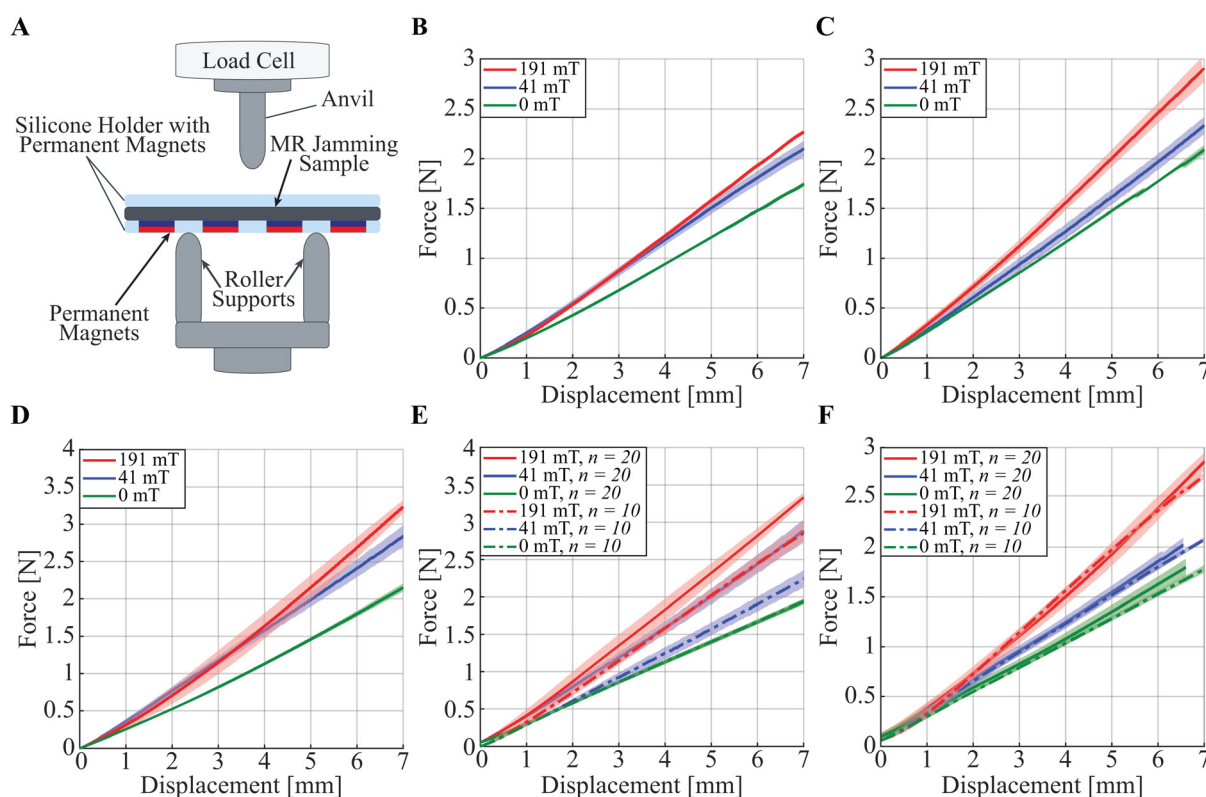 A
Load Cell
Anvil
Silicone Holder with
Permanent Magnets
MR Jamming
Sample
Roller
Supports
Permanent
Magnets
B
3
2.5
2
1.5
1
0.5
0
Force [N]
191 mT
41 mT
0 mT
0 1 2 3 4 5 6 7
Displacement [mm]
C
3
2.5
2
1.5
1
0.5
0
Force [N]
191 mT
41 mT
0 mT
0 1 2 3 4 5 6 7
Displacement [mm]
D
4
3.5
3
2.5
2
1.5
1
0.5
0
Force [N]
191 mT
41 mT
0 mT
0 1 2 3 4 5 6 7
Displacement [mm]
E
4
3.5
3
2.5
2
1.5
1
0.5
0
Force [N]
191 mT, n = 20
41 mT, n = 20
0 mT, n = 20
191 mT, n = 10
41 mT, n = 10
0 mT, n = 10
0 1 2 3 4 5 6 7
Displacement [mm]
F
3
2.5
2
1.5
1
0.5
0
Force [N]
191 mT, n = 20
41 mT, n = 20
0 mT, n = 20
191 mT, n = 10
41 mT, n = 10
0 mT, n = 10
0 1 2 3 4 5 6 7
Displacement [mm]